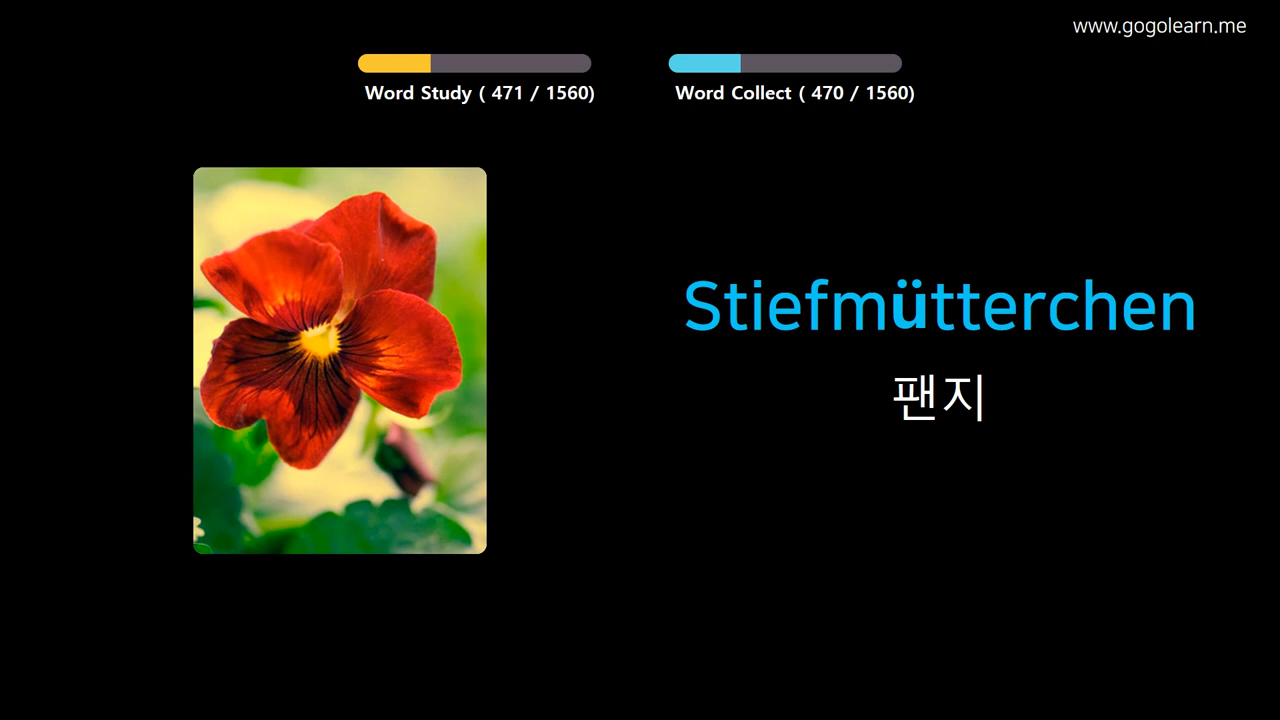 www.gogolearn.me
Word Study ( 471 / 1560)
Word Collect ( 470 / 1560)
Stiefmütterchen
팬지